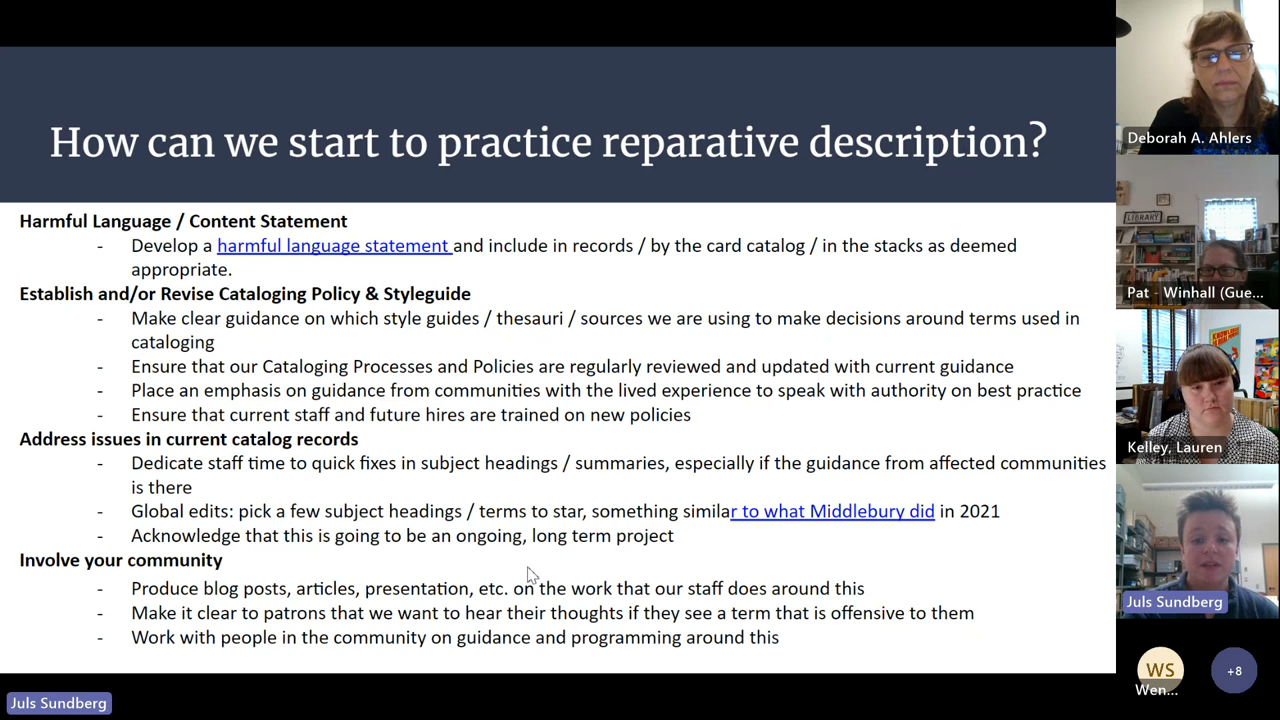 How can we start to practice reparative description?
Harmful Language / Content Statement
- Develop a harmful language statement and include in records / by the card catalog / in the stacks as deemed
appropriate.
Establish and/or Revise Cataloging Policy & Styleguide
- Make clear guidance on which style guides / thesauri / sources we are using to make decisions around terms used in
cataloging
- Ensure that our Cataloging Processes and Policies are regularly reviewed and updated with current guidance
- Place an emphasis on guidance from communities with the lived experience to speak with authority on best practice
- Ensure that current staff and future hires are trained on new policies
Address issues in current catalog records
- Dedicate staff time to quick fixes in subject headings / summaries, especially if the guidance from affected communities
is there
- Global edits: pick a few subject headings / terms to star, something similar to what Middlebury did in 2021
- Acknowledge that this is going to be an ongoing, long term project
Involve your community
- Produce blog posts, articles, presentation, etc. on the work that our staff does around this
- Make it clear to patrons that we want to hear their thoughts if they see a term that is offensive to them
- Work with people in the community on guidance and programming around this
Juls Sundberg
Deborah A. Ahlers
LIBRARY
Pat - Winhall (Gue...
Kelley, Lauren
Juls Sundberg
WS
Wen...
+8